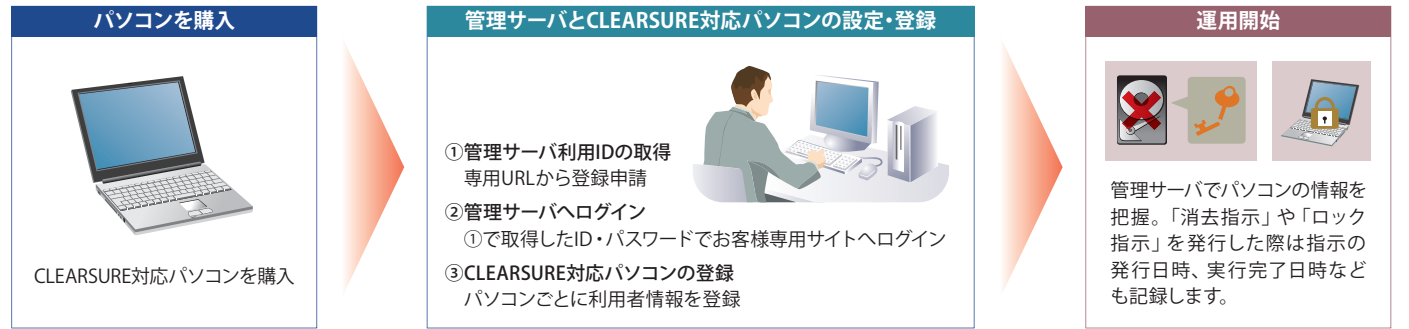 パソコンを購入
CLEARSURE対応パソコンを購入
管理サーバとCLEARSURE対応パソコンの設定・登録
①管理サーバ利用IDの取得
専用URLから登録申請
②管理サーバへログイン
①で取得したID・パスワードでお客様専用サイトへログイン
③CLEARSURE対応パソコンの登録
パソコンごとに利用者情報を登録
運用開始
管理サーバでパソコンの情報を
把握。「消去指示」や「ロック
指示」を発行した際は指示の
発行日時、実行完了日時など
も記録します。